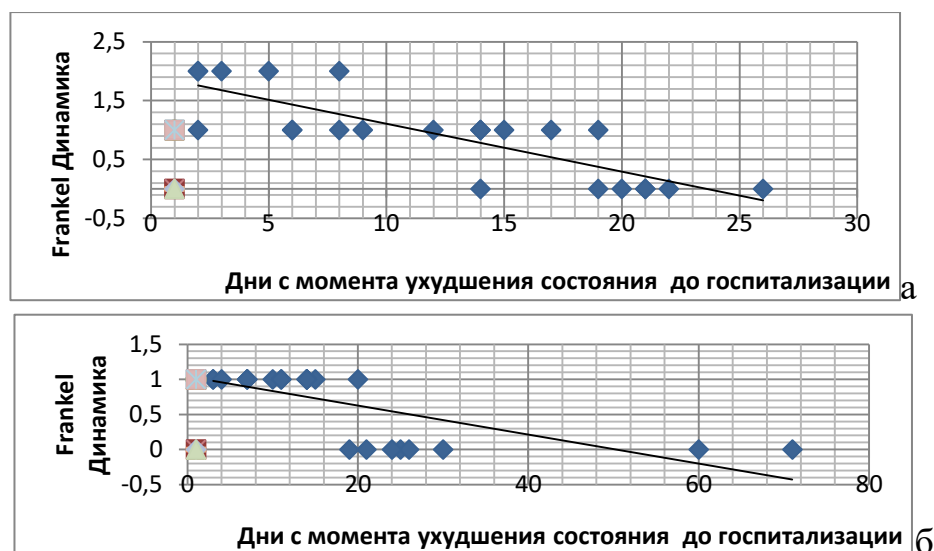 2,5
1,5
0,5
-0,5
0 5 10 15 20 25 30
Frankel Динамика
Дни с момента ухудшения состояния до госпитализации
а
1,5
1
0,5
0
-0,5
0 20 40 60 80
Frankel
Динамика
Дни с момента ухудшения состояния до госпитализации
б